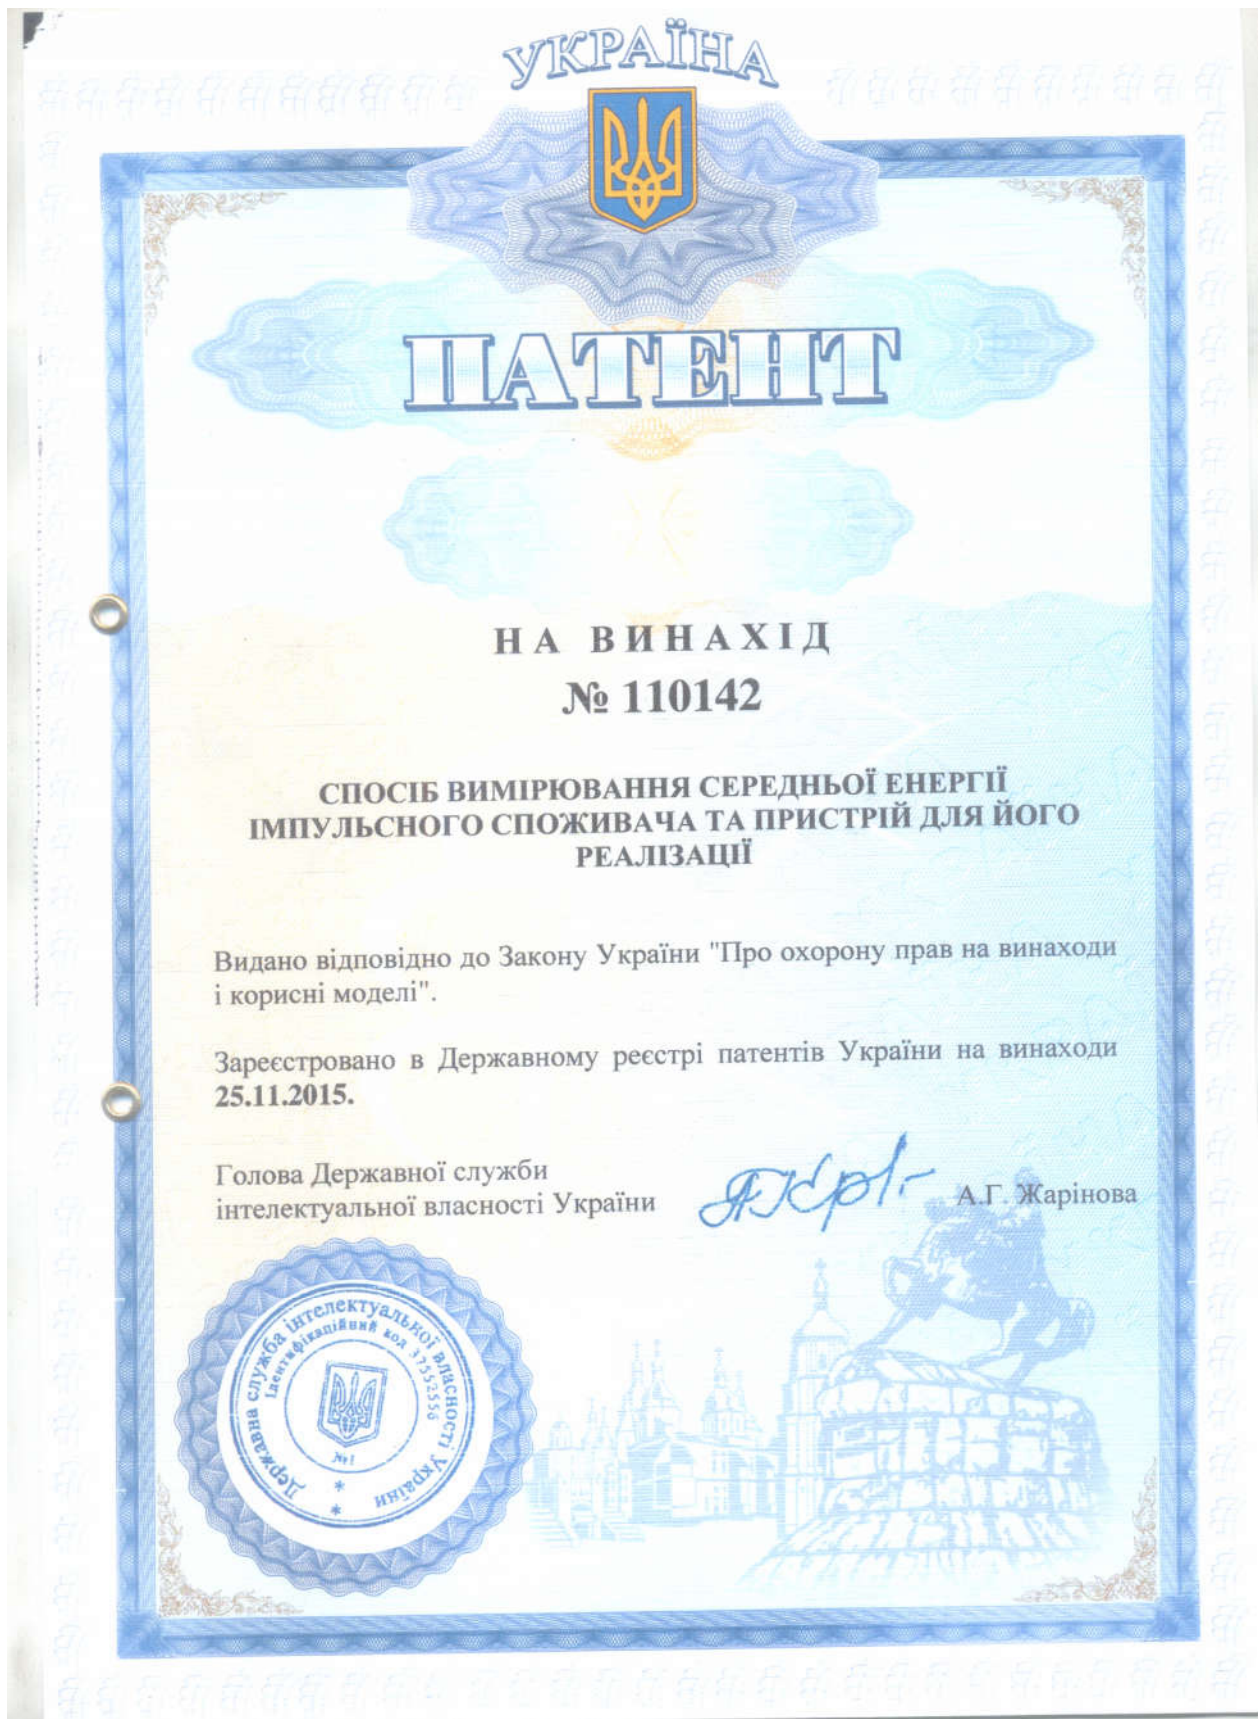 УКРАЇНА
ПАТЕНТ
НА ВИНАХІД
№ 110142
СПОСІБ ВИМІРЮВАННЯ СЕРЕДНЬОЇ ЕНЕРГІЇ
ІМПУЛЬСНОГО СПОЖИВАЧА ТА ПРИСТРІЙ ДЛЯ ЙОГО
РЕАЛІЗАЦІЇ
Видано відповідно до Закону України "Про охорону прав на винаходи
і корисні моделі".
Зареєстровано в Державному реєстрі патентів України на винаходи
25.11.2015.
Голова Державної служби
інтелектуальної власності України
А.Г. Жарінова
Державна служба інтелектуальної власності України
Ідентифікаційний код 37552556
№1